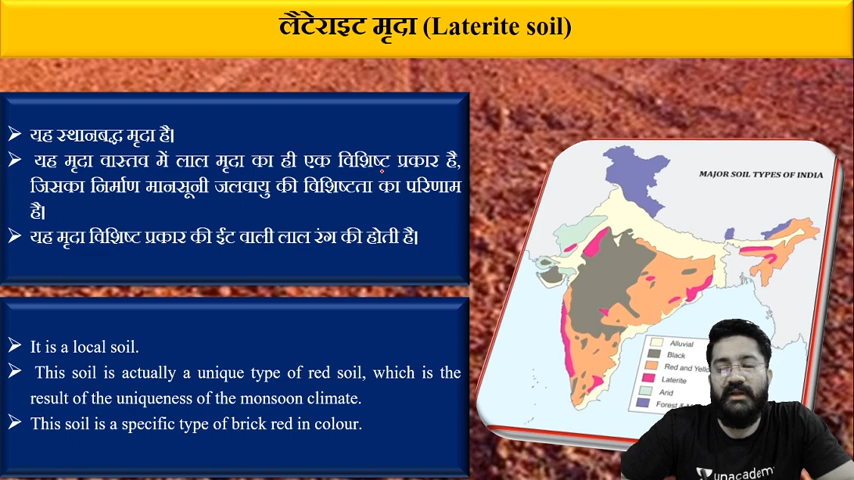 लैटेराइट मृदा (Laterite soil)
➢ यह स्थानबद्ध मृदा है।
➢ यह मृदा वास्तव में लाल मृदा का ही एक विशिष्ट प्रकार है,
जिसका निर्माण मानसूनी जलवायु की विशिष्टता का परिणाम
है।
➢ यह मृदा विशिष्ट प्रकार की ईंट वाली लाल रंग की होती है।
➢ It is a local soil.
➢ This soil is actually a unique type of red soil, which is the
result of the uniqueness of the monsoon climate.
➢ This soil is a specific type of brick red in colour.
MAJOR SOIL TYPES OF INDIA
Alluvial
Black
Red and
Laterite
Arid
Forest &
unacadem